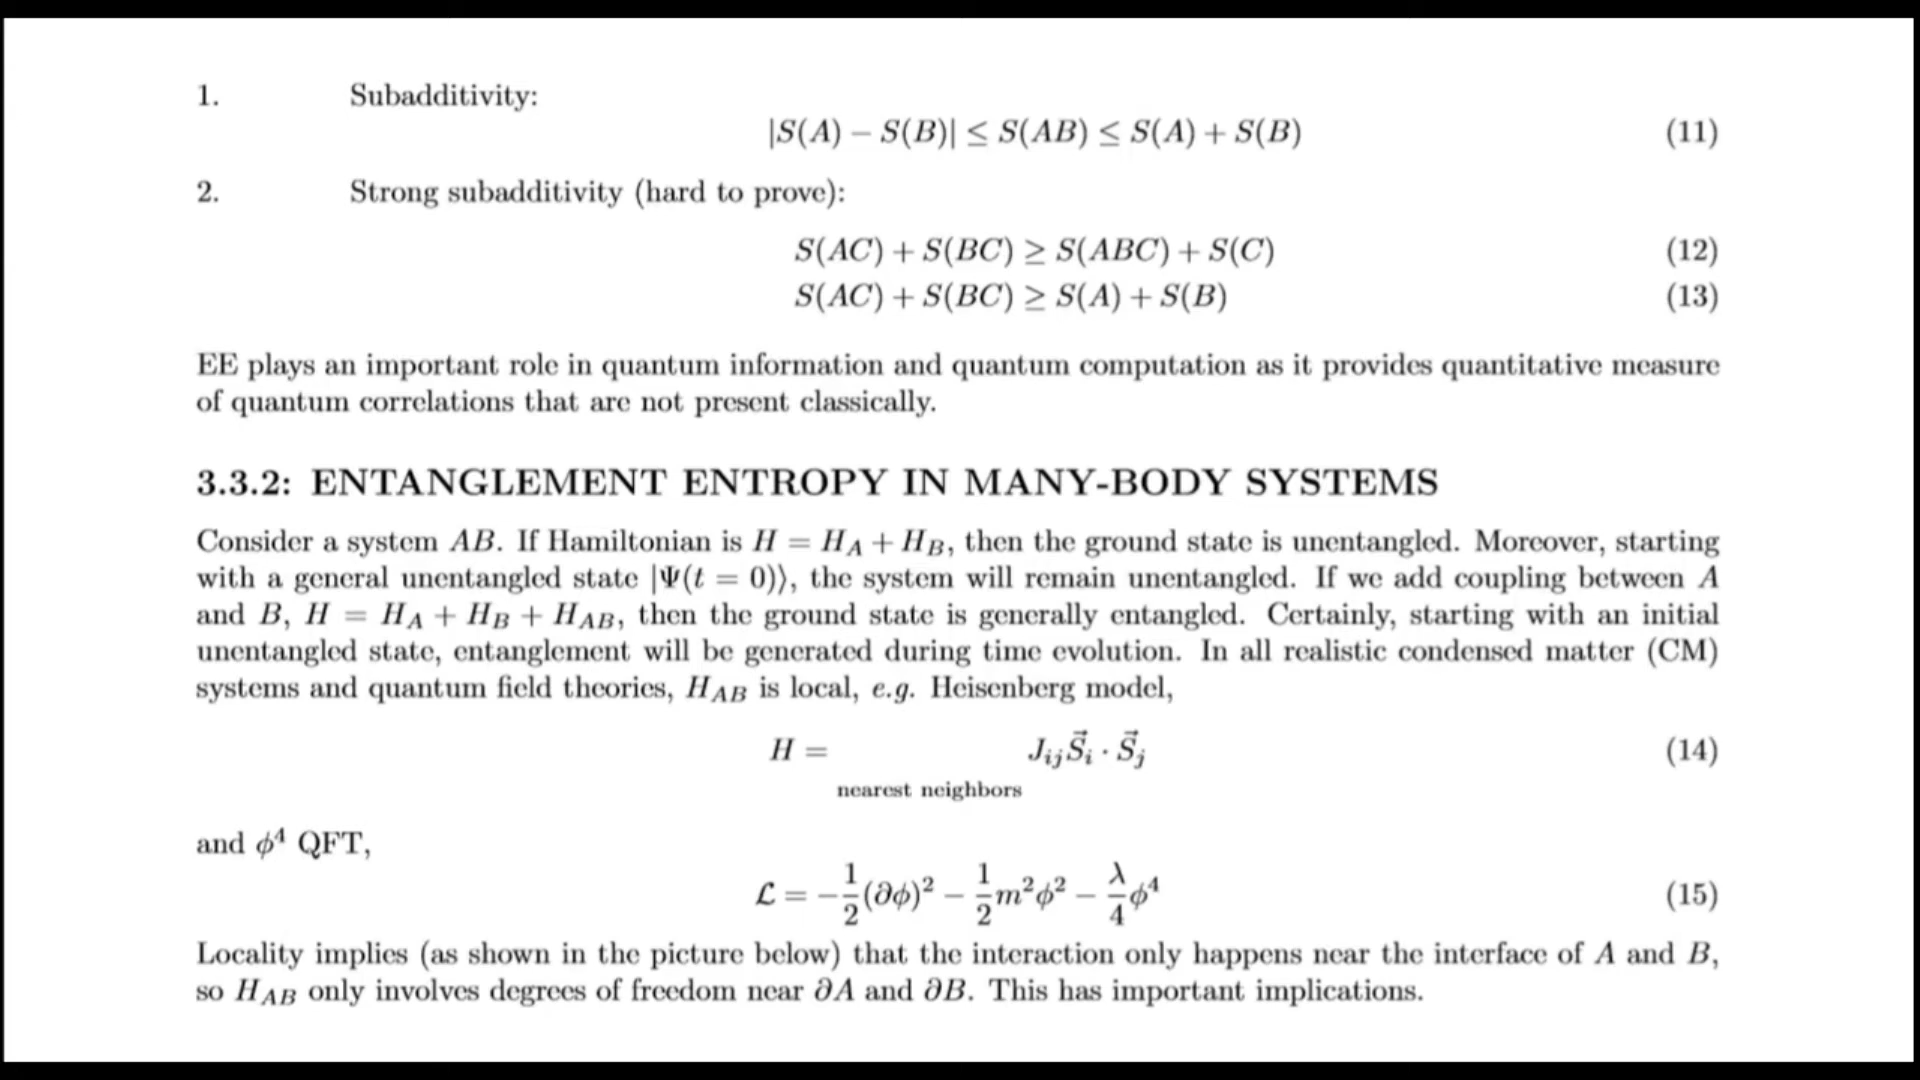 1. Subadditivity:
|S(A) − S(B)| ≤ S(AB) ≤ S(A) + S(B) (11)
2. Strong subadditivity (hard to prove):
S(AC) + S(BC) ≥ S(ABC) + S(C) (12)
S(AC) + S(BC) ≥ S(A) + S(B) (13)
EE plays an important role in quantum information and quantum computation as it provides quantitative measure
of quantum correlations that are not present classically.
3.3.2: ENTANGLEMENT ENTROPY IN MANY-BODY SYSTEMS
Consider a system AB. If Hamiltonian is H = H_A + H_B, then the ground state is unentangled. Moreover, starting
with a general unentangled state |Ψ(t = 0)⟩, the system will remain unentangled. If we add coupling between A
and B, H = H_A + H_B + H_AB, then the ground state is generally entangled. Certainly, starting with an initial
unentangled state, entanglement will be generated during time evolution. In all realistic condensed matter (CM)
systems and quantum field theories, H_AB is local, e.g. Heisenberg model,
H = J_ij S⃗_i · S⃗_j (14)
nearest neighbors
and ϕ⁴ QFT,
ℒ = −1/2(∂ϕ)² − 1/2 m²ϕ² − λ/4 ϕ⁴ (15)
Locality implies (as shown in the picture below) that the interaction only happens near the interface of A and B,
so H_AB only involves degrees of freedom near ∂A and ∂B. This has important implications.